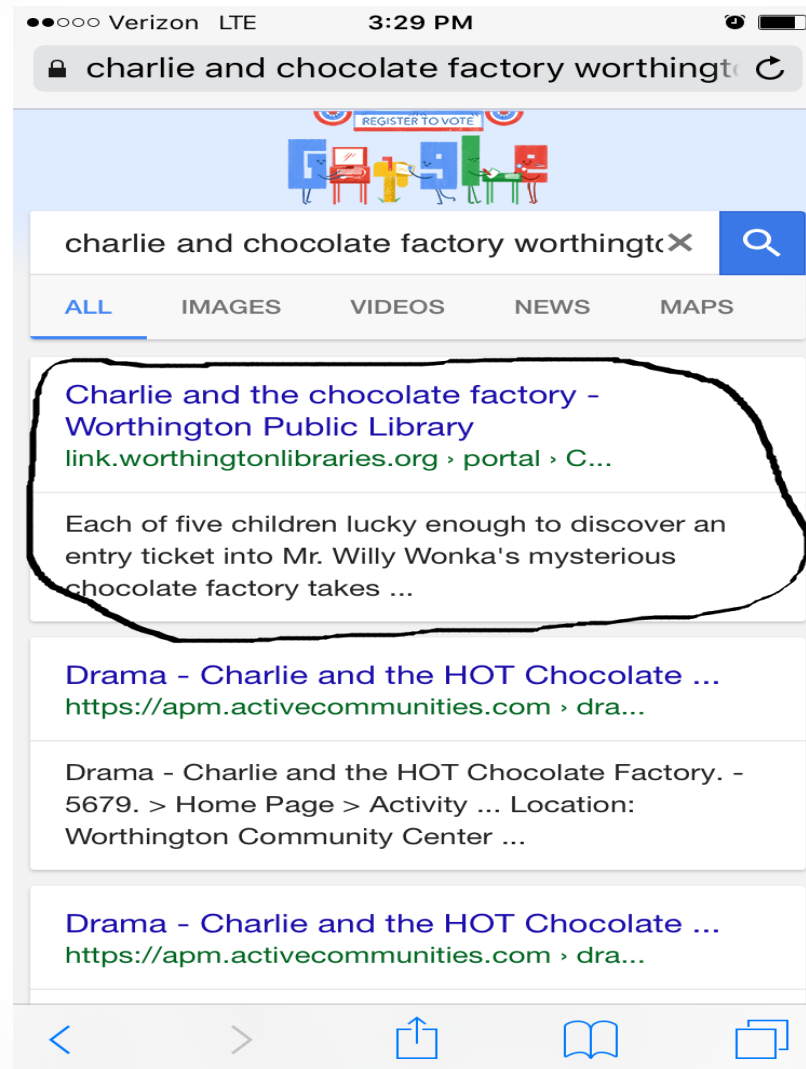 Verizon LTE 3:29 PM
charlie and chocolate factory worthingt
REGISTER TO VOTE
Google
charlie and chocolate factory worthingto
ALL IMAGES VIDEOS NEWS MAPS
Charlie and the chocolate factory -
Worthington Public Library
link.worthingtonlibraries.org › portal › C...
Each of five children lucky enough to discover an
entry ticket into Mr. Willy Wonka's mysterious
chocolate factory takes ...
Drama - Charlie and the HOT Chocolate ...
https://apm.activecommunities.com › dra...
Drama - Charlie and the HOT Chocolate Factory. -
5679. > Home Page > Activity ... Location:
Worthington Community Center ...
Drama - Charlie and the HOT Chocolate ...
https://apm.activecommunities.com › dra...